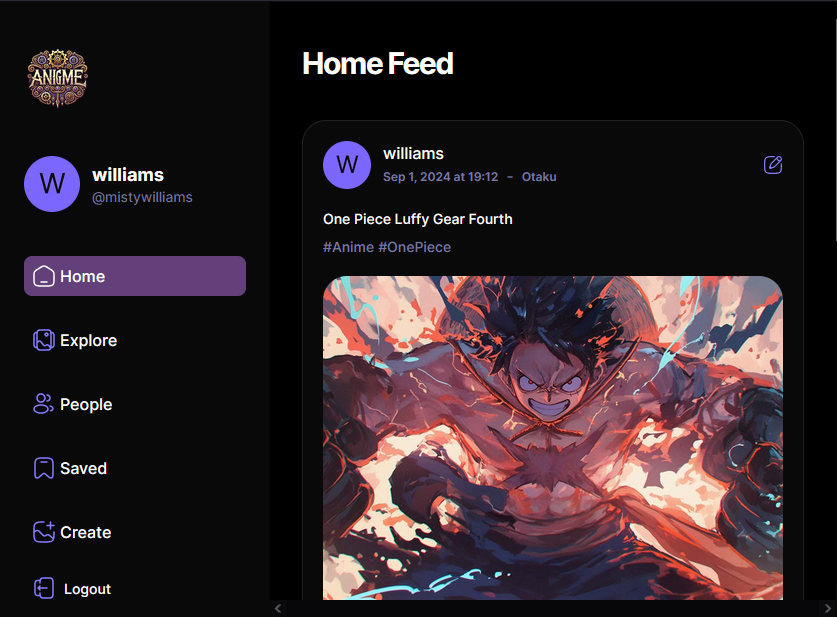 ANIGME
W
williams
@mistywilliams
Home
Explore
People
Saved
Create
Logout
Home Feed
W
williams
Sep 1, 2024 at 19:12 – Otaku
One Piece Luffy Gear Fourth
#Anime #OnePiece